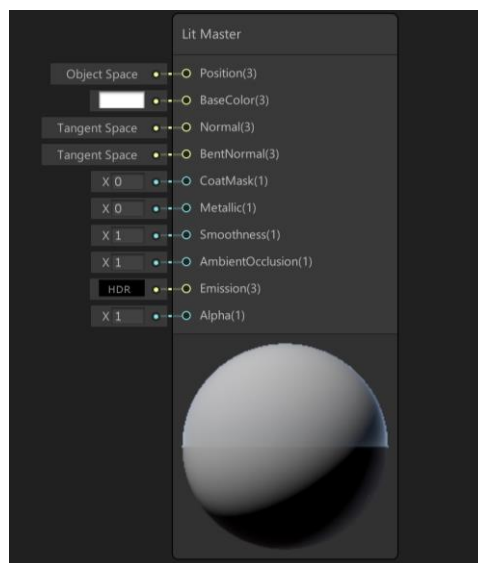 Lit Master
Object Space Position(3)
BaseColor(3)
Tangent Space Normal(3)
Tangent Space BentNormal(3)
X 0 CoatMask(1)
X 0 Metallic(1)
X 1 Smoothness(1)
X 1 AmbientOcclusion(1)
HDR Emission(3)
X 1 Alpha(1)